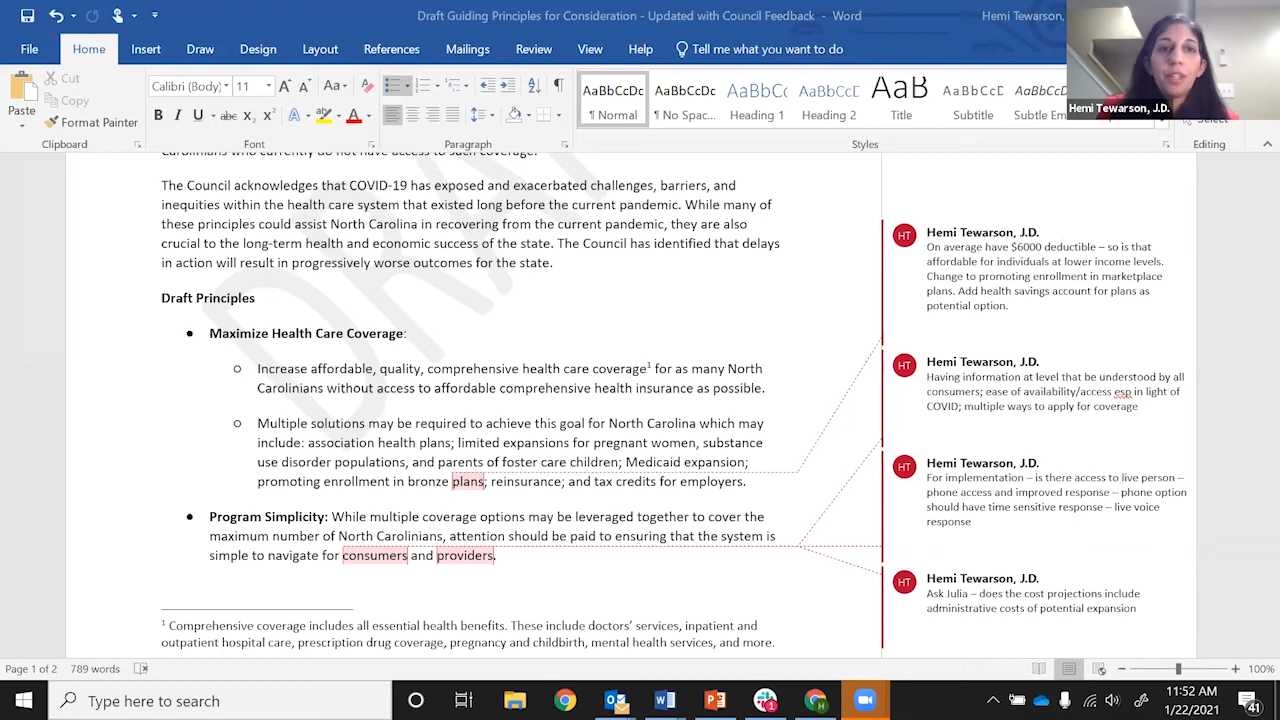 Draft Guiding Principles for Consideration - Updated with Council Feedback - Word
Hemi Tewarson,
File Home Insert Draw Design Layout References Mailings Review View Help Tell me what you want to do
Hemi Tewarson, J.D.
Paste
Cut
Copy
Format Painter
Calibri (Body) 11
AaBbCcDc AaBbCcDc AaBbCc AaBbCcD AaB AaBbCcD AaBbCcD
¶ Normal ¶ No Spac... Heading 1 Heading 2 Title Subtitle Subtle Em
Select
Clipboard Font Paragraph Styles Editing
Carolinians who currently do not have access to such coverage.
The Council acknowledges that COVID-19 has exposed and exacerbated challenges, barriers, and
inequities within the health care system that existed long before the current pandemic. While many of
these principles could assist North Carolina in recovering from the current pandemic, they are also
crucial to the long-term health and economic success of the state. The Council has identified that delays
in action will result in progressively worse outcomes for the state.
Draft Principles
● Maximize Health Care Coverage:
○ Increase affordable, quality, comprehensive health care coverage1 for as many North
Carolinians without access to affordable comprehensive health insurance as possible.
○ Multiple solutions may be required to achieve this goal for North Carolina which may
include: association health plans; limited expansions for pregnant women, substance
use disorder populations, and parents of foster care children; Medicaid expansion;
promoting enrollment in bronze plans; reinsurance; and tax credits for employers.
● Program Simplicity: While multiple coverage options may be leveraged together to cover the
maximum number of North Carolinians, attention should be paid to ensuring that the system is
simple to navigate for consumers and providers.
1 Comprehensive coverage includes all essential health benefits. These include doctors' services, inpatient and
outpatient hospital care, prescription drug coverage, pregnancy and childbirth, mental health services, and more.
DRAFT
HT Hemi Tewarson, J.D.
On average have $6000 deductible – so is that
affordable for individuals at lower income levels.
Change to promoting enrollment in marketplace
plans. Add health savings account for plans as
potential option.
HT Hemi Tewarson, J.D.
Having information at level that be understood by all
consumers; ease of availability/access esp in light of
COVID; multiple ways to apply for coverage
HT Hemi Tewarson, J.D.
For implementation – is there access to live person –
phone access and improved response – phone option
should have time sensitive response – live voice
response
HT Hemi Tewarson, J.D.
Ask Julia – does the cost projections include
administrative costs of potential expansion
Page 1 of 2 789 words
100%
Type here to search
11:52 AM
1/22/2021
41